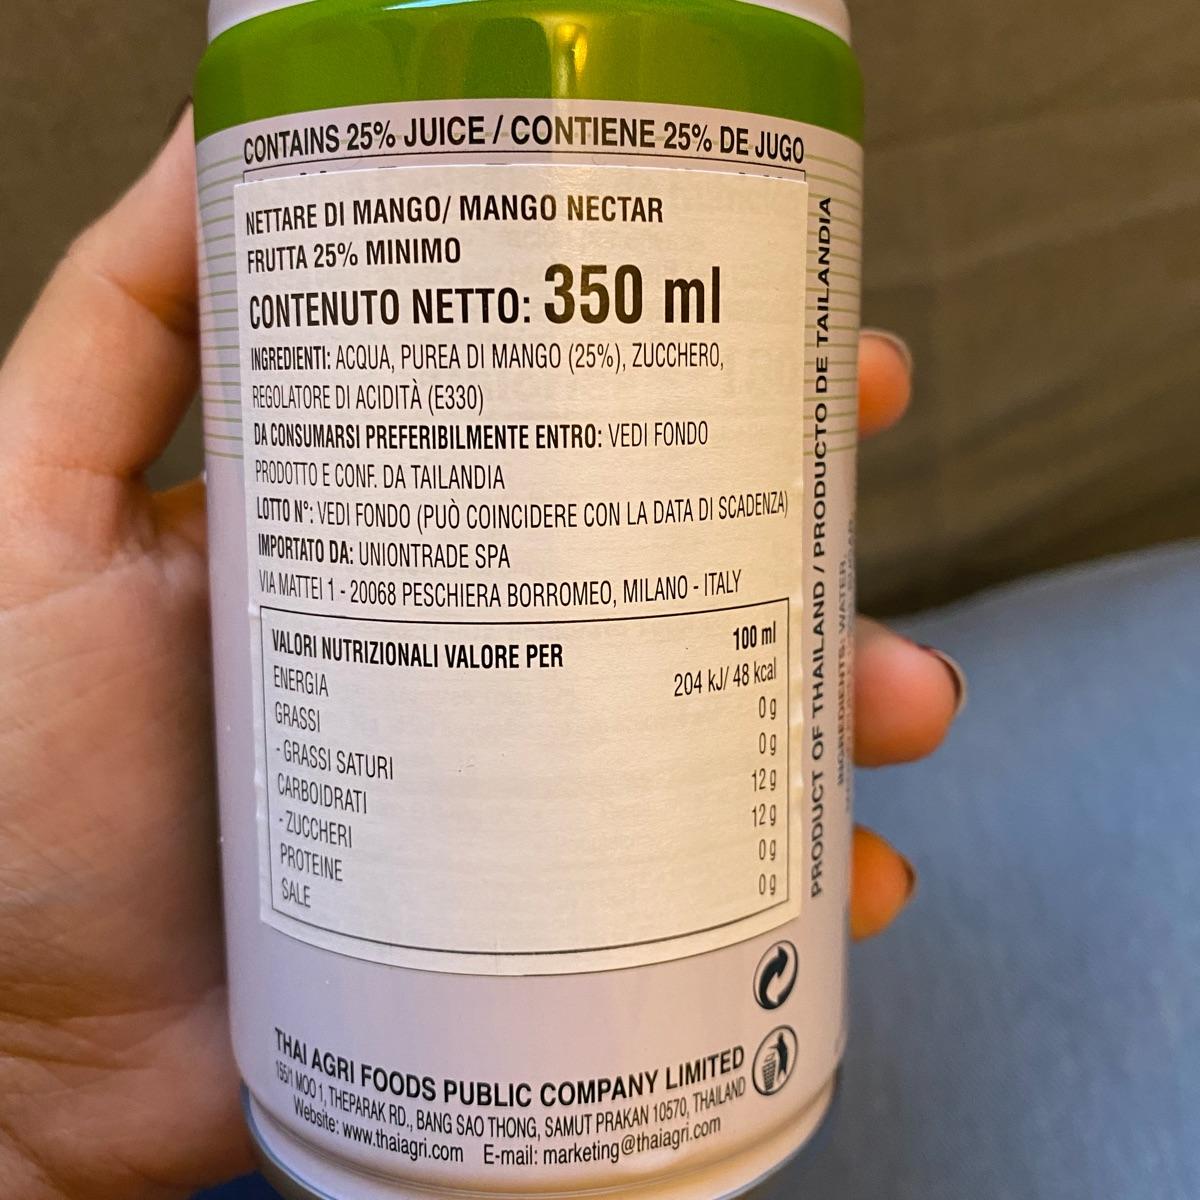 CONTAINS 25% JUICE / CONTIENE 25% DE JUGO
NETTARE DI MANGO/ MANGO NECTAR
FRUTTA 25% MINIMO
CONTENUTO NETTO: 350 ml
INGREDIENTI: ACQUA, PUREA DI MANGO (25%), ZUCCHERO,
REGOLATORE DI ACIDITÀ (E330)
DA CONSUMARSI PREFERIBILMENTE ENTRO: VEDI FONDO
PRODOTTO E CONF. DA TAILANDIA
LOTTO N°: VEDI FONDO (PUÒ COINCIDERE CON LA DATA DI SCADENZA)
IMPORTATO DA: UNIONTRADE SPA
VIA MATTEI 1 - 20068 PESCHIERA BORROMEO, MILANO - ITALY
VALORI NUTRIZIONALI VALORE PER 100 ml
ENERGIA 204 kJ/ 48 kcal
GRASSI 0 g
- GRASSI SATURI 0 g
CARBOIDRATI 12 g
- ZUCCHERI 12 g
PROTEINE 0 g
SALE 0 g
THAI AGRI FOODS PUBLIC COMPANY LIMITED
155/1 MOO 1, THEPARAK RD., BANG SAO THONG, SAMUT PRAKAN 10570, THAILAND
Website: www.thaiagri.com E-mail: marketing@thaiagri.com
PRODUCT OF THAILAND / PRODUCTO DE TAILANDIA
INGREDIENTS: WATER,